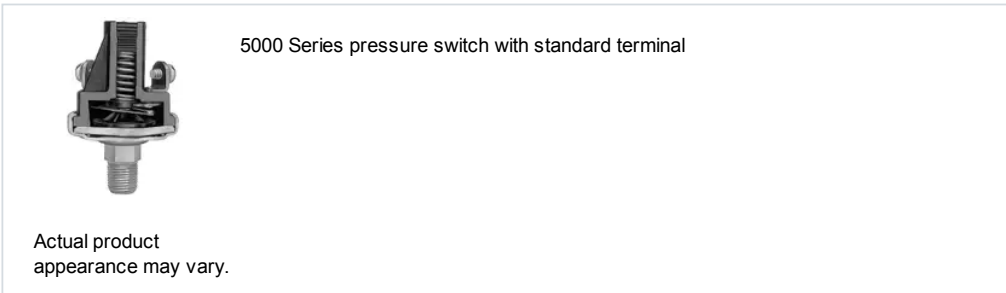 5000 Series pressure switch with standard terminal
Actual product
appearance may vary.